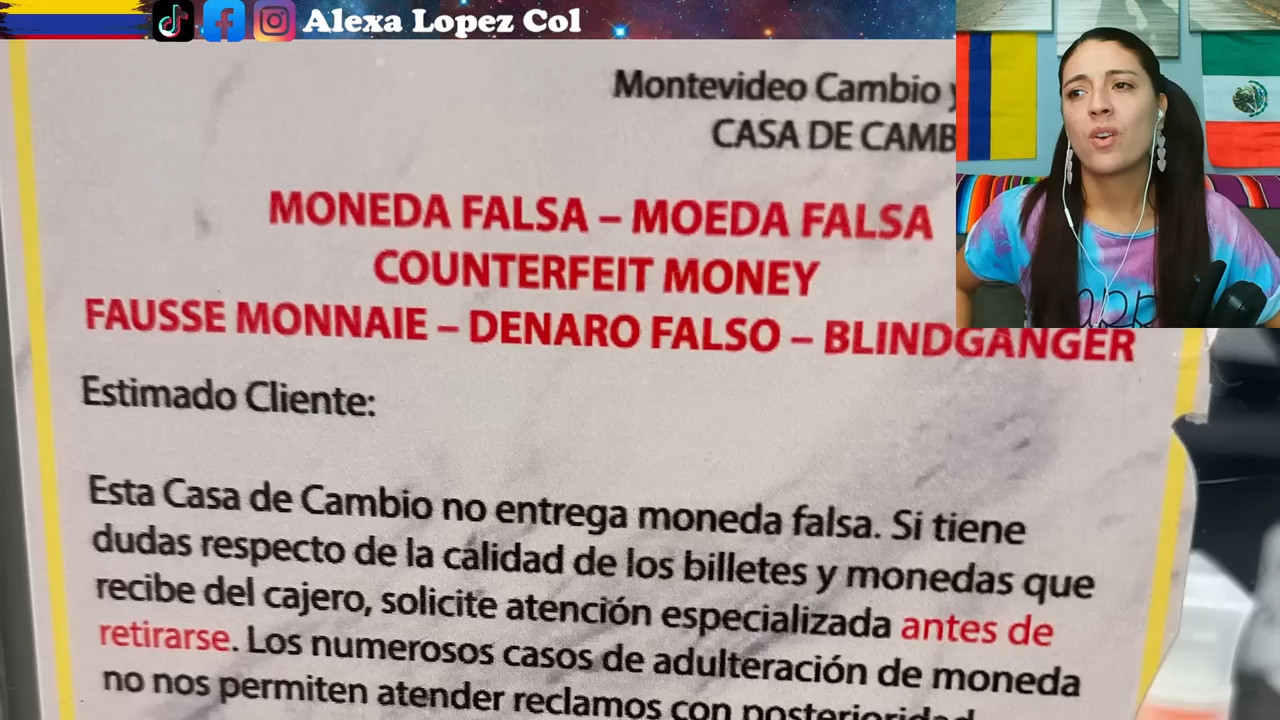 Alexa Lopez Col
Montevideo Cambio y
CASA DE CAMB
MONEDA FALSA – MOEDA FALSA
COUNTERFEIT MONEY
FAUSSE MONNAIE – DENARO FALSO – BLINDGANGER
Estimado Cliente:
Esta Casa de Cambio no entrega moneda falsa. Si tiene
dudas respecto de la calidad de los billetes y monedas que
recibe del cajero, solicite atención especializada antes de
retirarse. Los numerosos casos de adulteración de moneda
no nos permiten atender reclamos con posterioridad